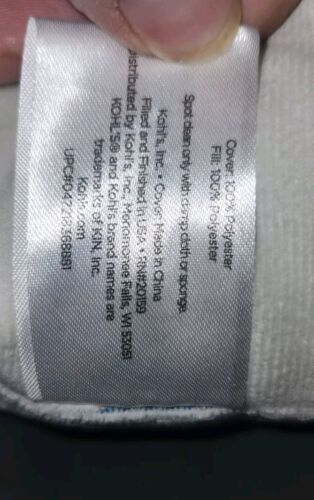 Cover: 100% Polyester
Fill: 100% Polyester
Spot clean only with damp cloth or sponge.
Kohl's, Inc. • Cover: Made in China
Filled and Finished in USA • RN#20159
Distributed by Kohl's, Inc. Menomonee Falls, WI 53051
KOHL'S® and Kohl's brand names are
trademarks of KIN, Inc.
Kohls.com